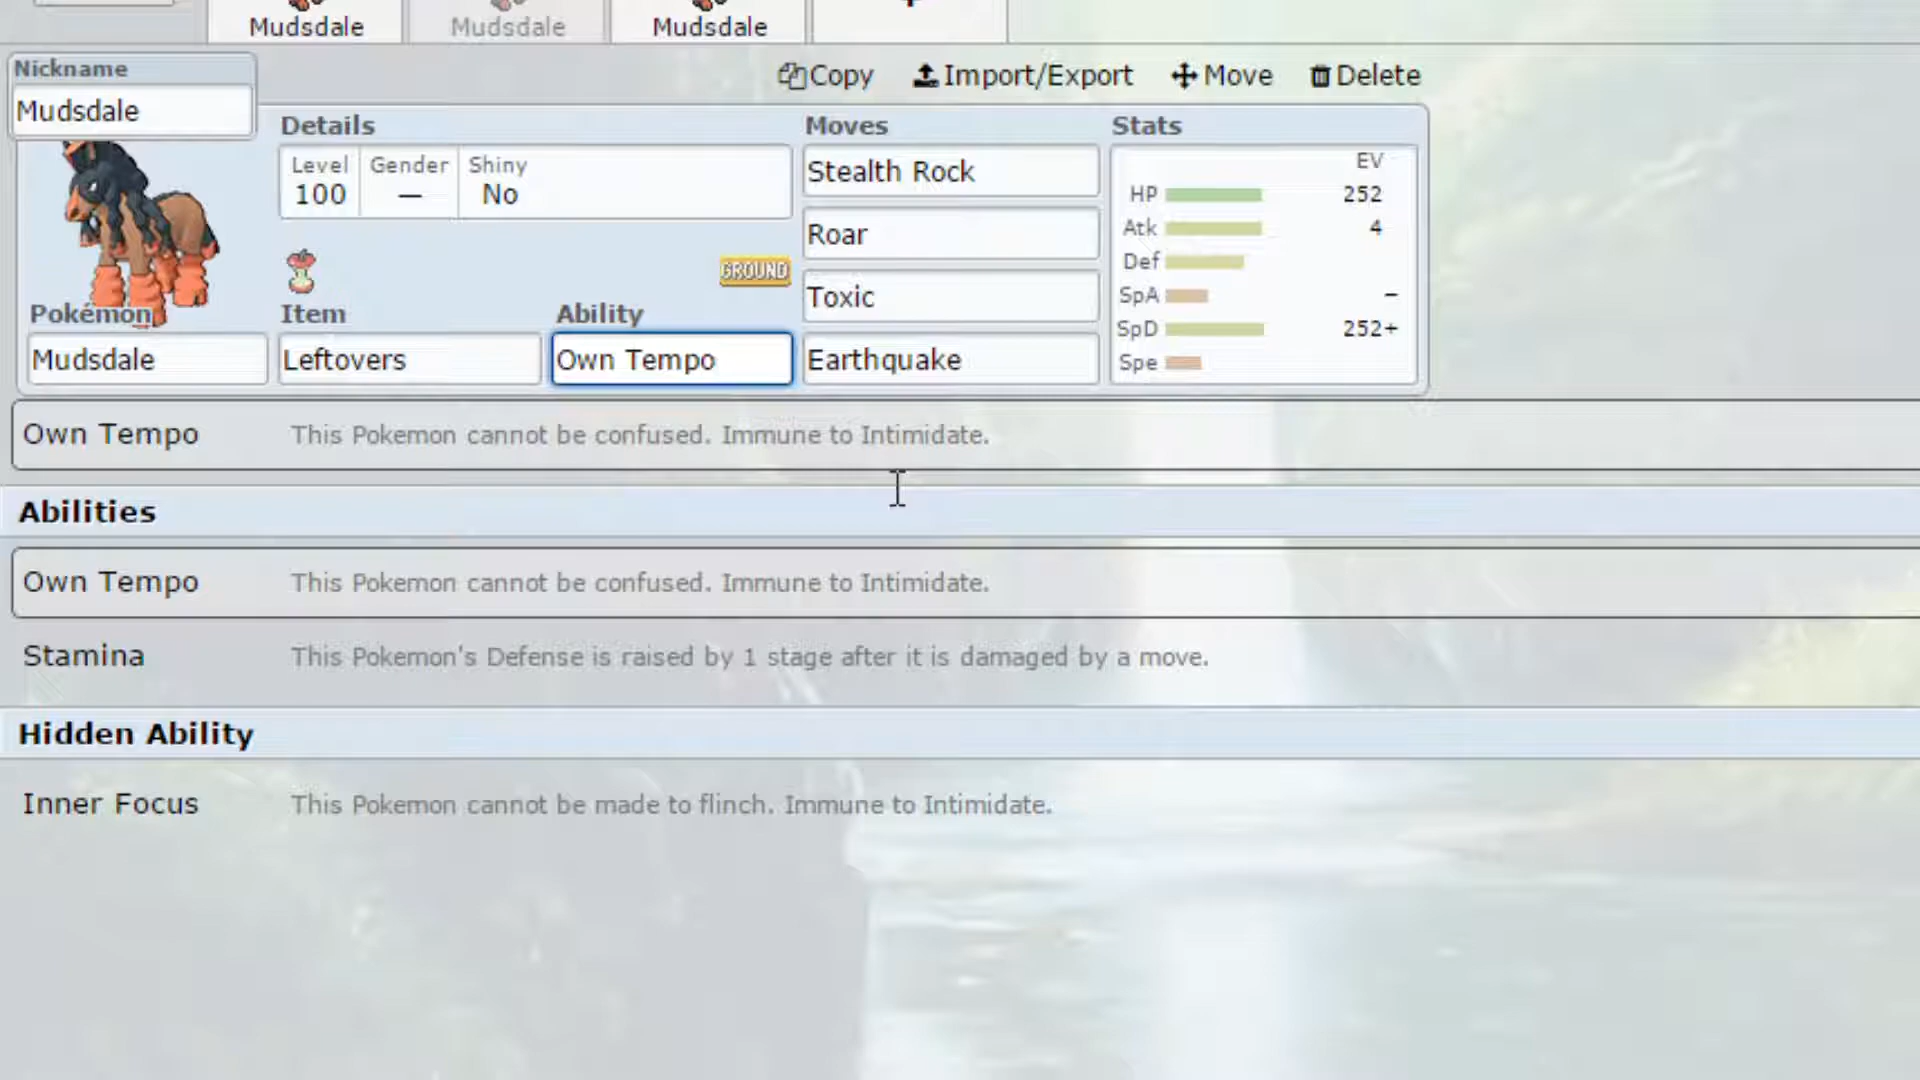 Mudsdale Mudsdale Mudsdale
Nickname
Mudsdale
Copy Import/Export Move Delete
Details
Level Gender Shiny
100 — No
GROUND
Pokémon Item Ability
Mudsdale Leftovers Own Tempo
Moves
Stealth Rock
Roar
Toxic
Earthquake
Stats
EV
HP 252
Atk 4
Def
SpA −
SpD 252+
Spe
Own Tempo This Pokemon cannot be confused. Immune to Intimidate.
Abilities
Own Tempo This Pokemon cannot be confused. Immune to Intimidate.
Stamina This Pokemon's Defense is raised by 1 stage after it is damaged by a move.
Hidden Ability
Inner Focus This Pokemon cannot be made to flinch. Immune to Intimidate.